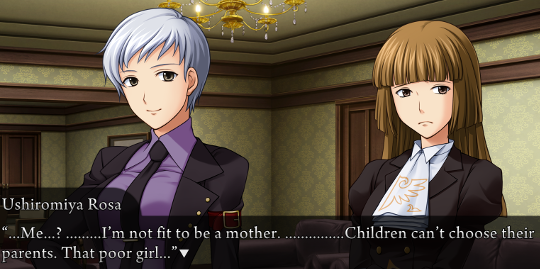 Ushiromiya Rosa
“...Me...? .........I’m not fit to be a mother. ...............Children can’t choose their
parents. That poor girl...”▼